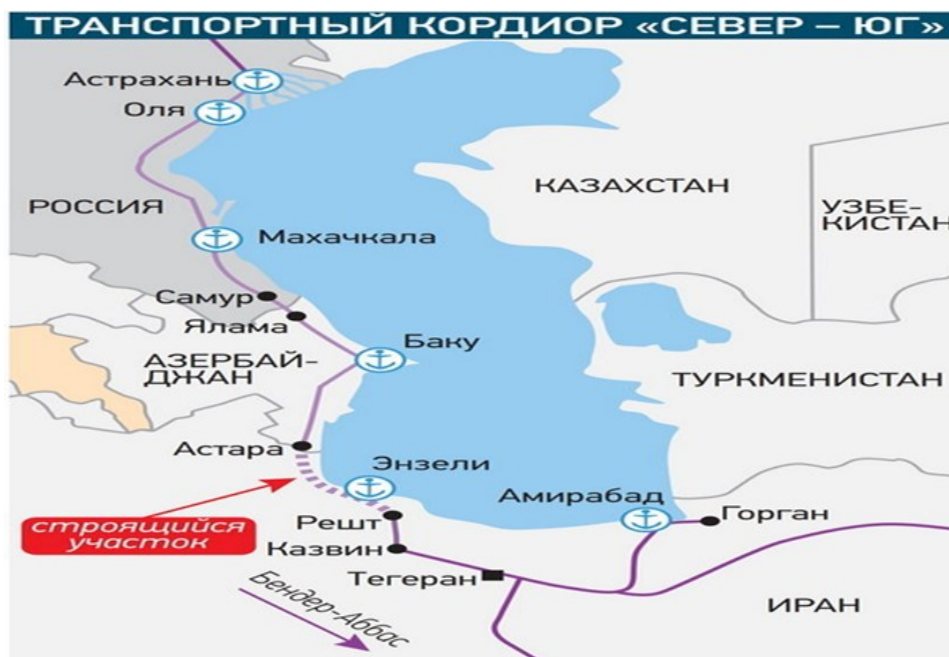 ТРАНСПОРТНЫЙ КОРДИОР «СЕВЕР – ЮГ»
Астрахань
Оля
КАЗАХСТАН
УЗБЕ-
КИСТАН
РОССИЯ
Махачкала
Самур
Ялама
Баку
АЗЕРБАЙ-
ДЖАН
ТУРКМЕНИСТАН
Астара
Энзели
Амирабад
Горган
строящийся
участок
Решт
Казвин
Тегеран
Бендер-Аббас
ИРАН